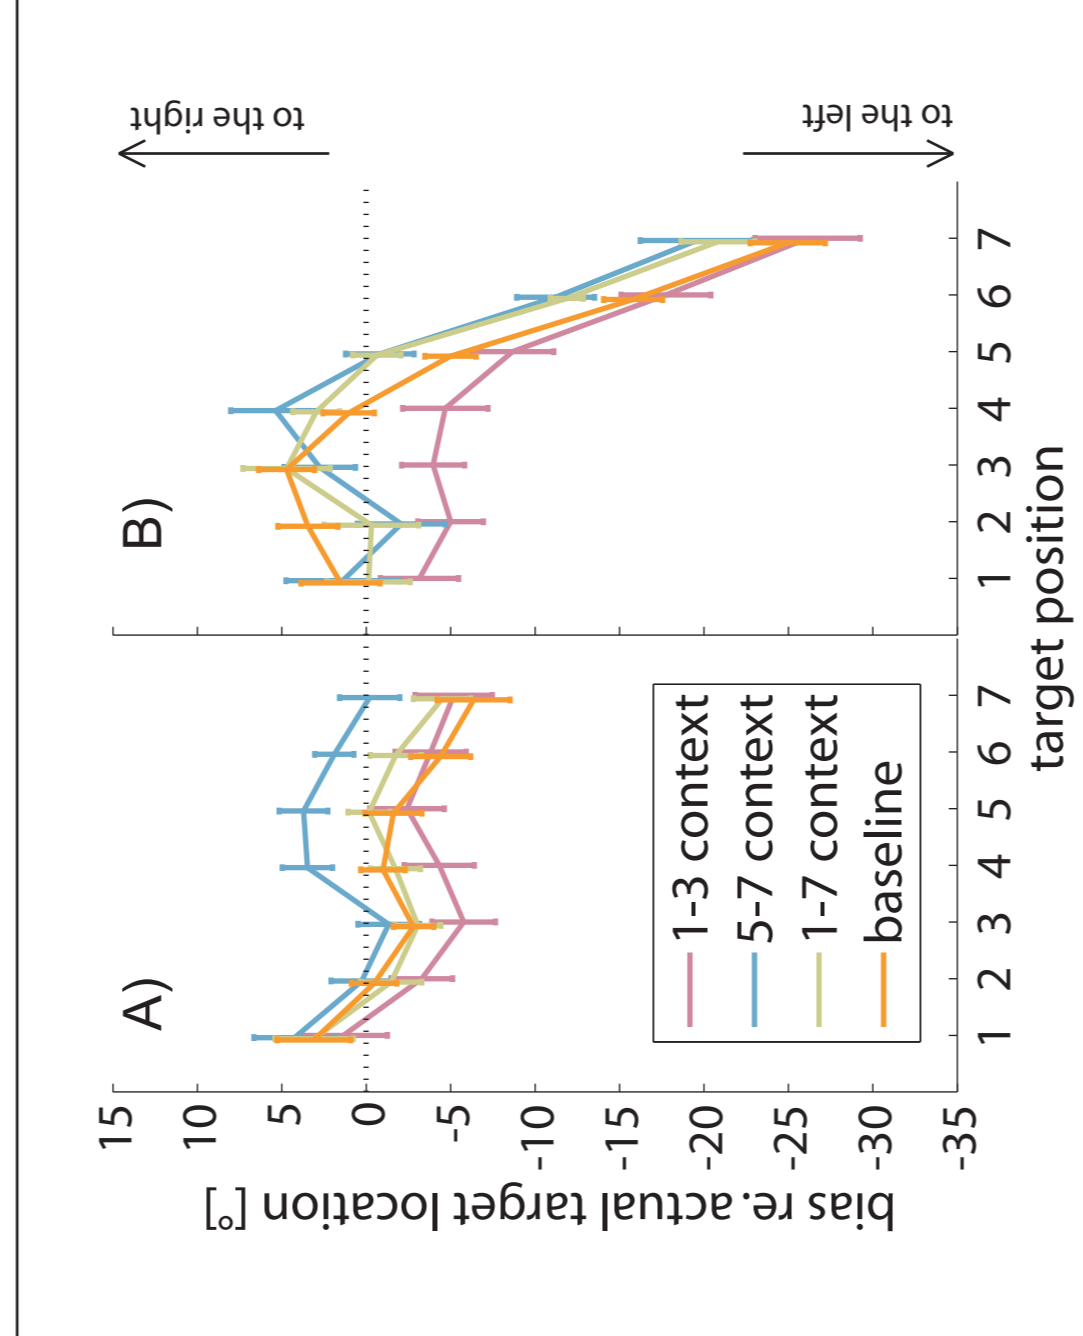 A)
B)
to the right
to the left
15
10
5
0
-5
-10
-15
-20
-25
-30
-35
bias re. actual target location [°]
1-3 context
5-7 context
1-7 context
baseline
1 2 3 4 5 6 7
1 2 3 4 5 6 7
target position